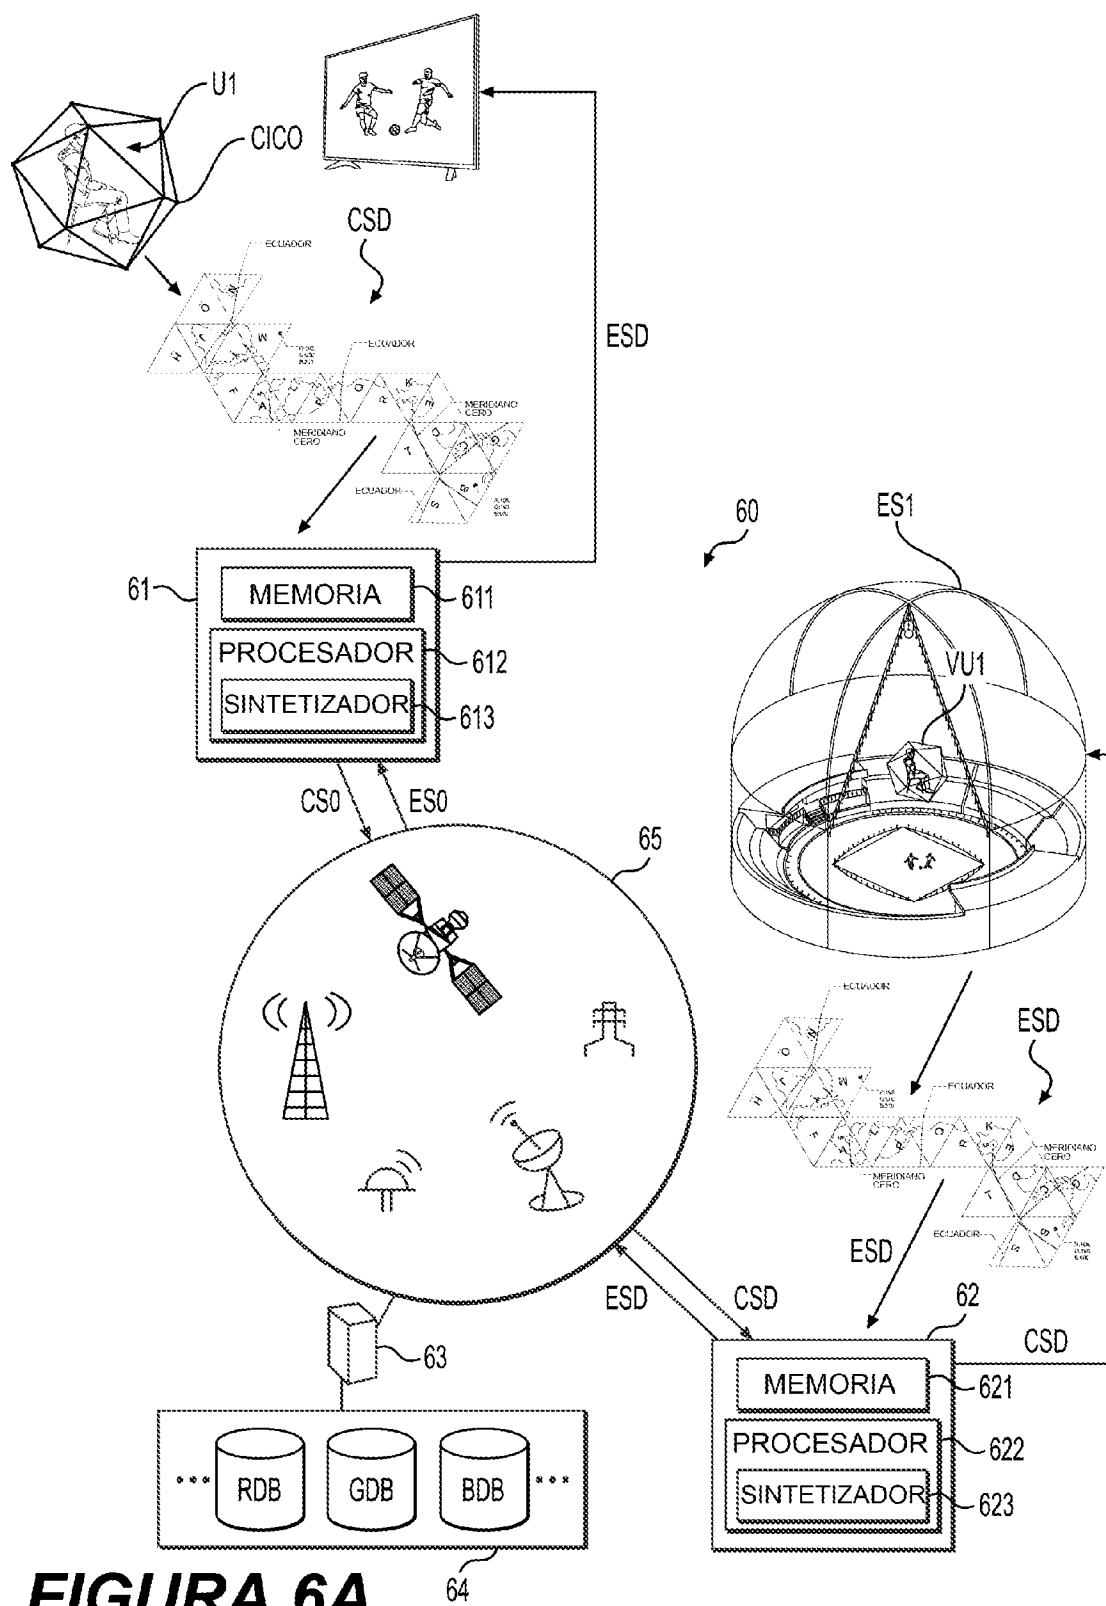 U1
CICO
CSD
ECUADOR
O
N
H
J
M
F
ECUADOR
K
E
R
MERIDIANO
CERO
MERIDIANO
CERO
T
D
C
G
B
S
ECUADOR
ESD
61
MEMORIA
611
PROCESADOR
612
SINTETIZADOR
613
CS0
ES0
60
ES1
VU1
65
ECUADOR
O
N
H
J
M
F
ESD
ECUADOR
K
E
R
MERIDIANO
CERO
MERIDIANO
CERO
T
D
C
G
B
S
ECUADOR
ESD
ESD
CSD
62
CSD
MEMORIA
621
PROCESADOR
622
SINTETIZADOR
623
63
RDB
GDB
BDB
64
FIGURA 6A